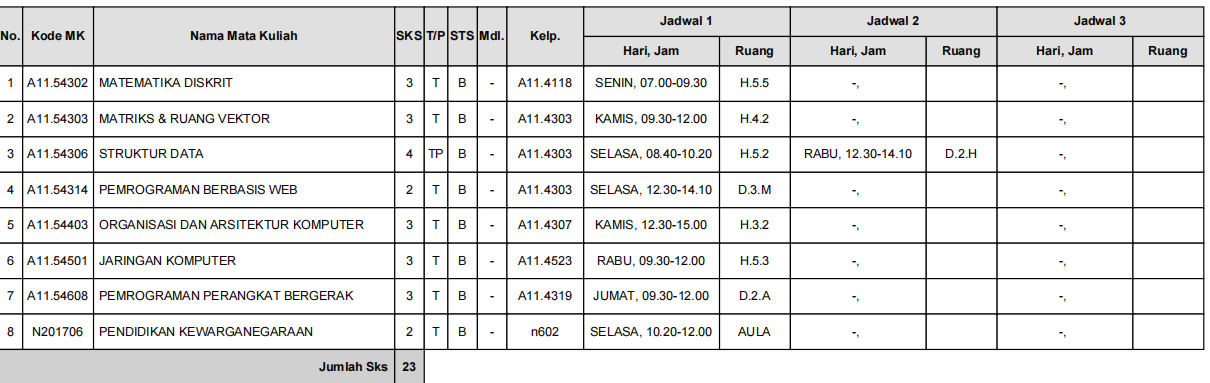 No. Kode MK Nama Mata Kuliah SKS T/P STS Mdl. Kelp. Jadwal 1 Jadwal 2 Jadwal 3
Hari, Jam Ruang Hari, Jam Ruang Hari, Jam Ruang
1 A11.54302 MATEMATIKA DISKRIT 3 T B - A11.4118 SENIN, 07.00-09.30 H.5.5 -, -,
2 A11.54303 MATRIKS & RUANG VEKTOR 3 T B - A11.4303 KAMIS, 09.30-12.00 H.4.2 -, -,
3 A11.54306 STRUKTUR DATA 4 TP B - A11.4303 SELASA, 08.40-10.20 H.5.2 RABU, 12.30-14.10 D.2.H -,
4 A11.54314 PEMROGRAMAN BERBASIS WEB 2 T B - A11.4303 SELASA, 12.30-14.10 D.3.M -, -,
5 A11.54403 ORGANISASI DAN ARSITEKTUR KOMPUTER 3 T B - A11.4307 KAMIS, 12.30-15.00 H.3.2 -, -,
6 A11.54501 JARINGAN KOMPUTER 3 T B - A11.4523 RABU, 09.30-12.00 H.5.3 -, -,
7 A11.54608 PEMROGRAMAN PERANGKAT BERGERAK 3 T B - A11.4319 JUMAT, 09.30-12.00 D.2.A -, -,
8 N201706 PENDIDIKAN KEWARGANEGARAAN 2 T B - n602 SELASA, 10.20-12.00 AULA -, -,
Jumlah Sks 23